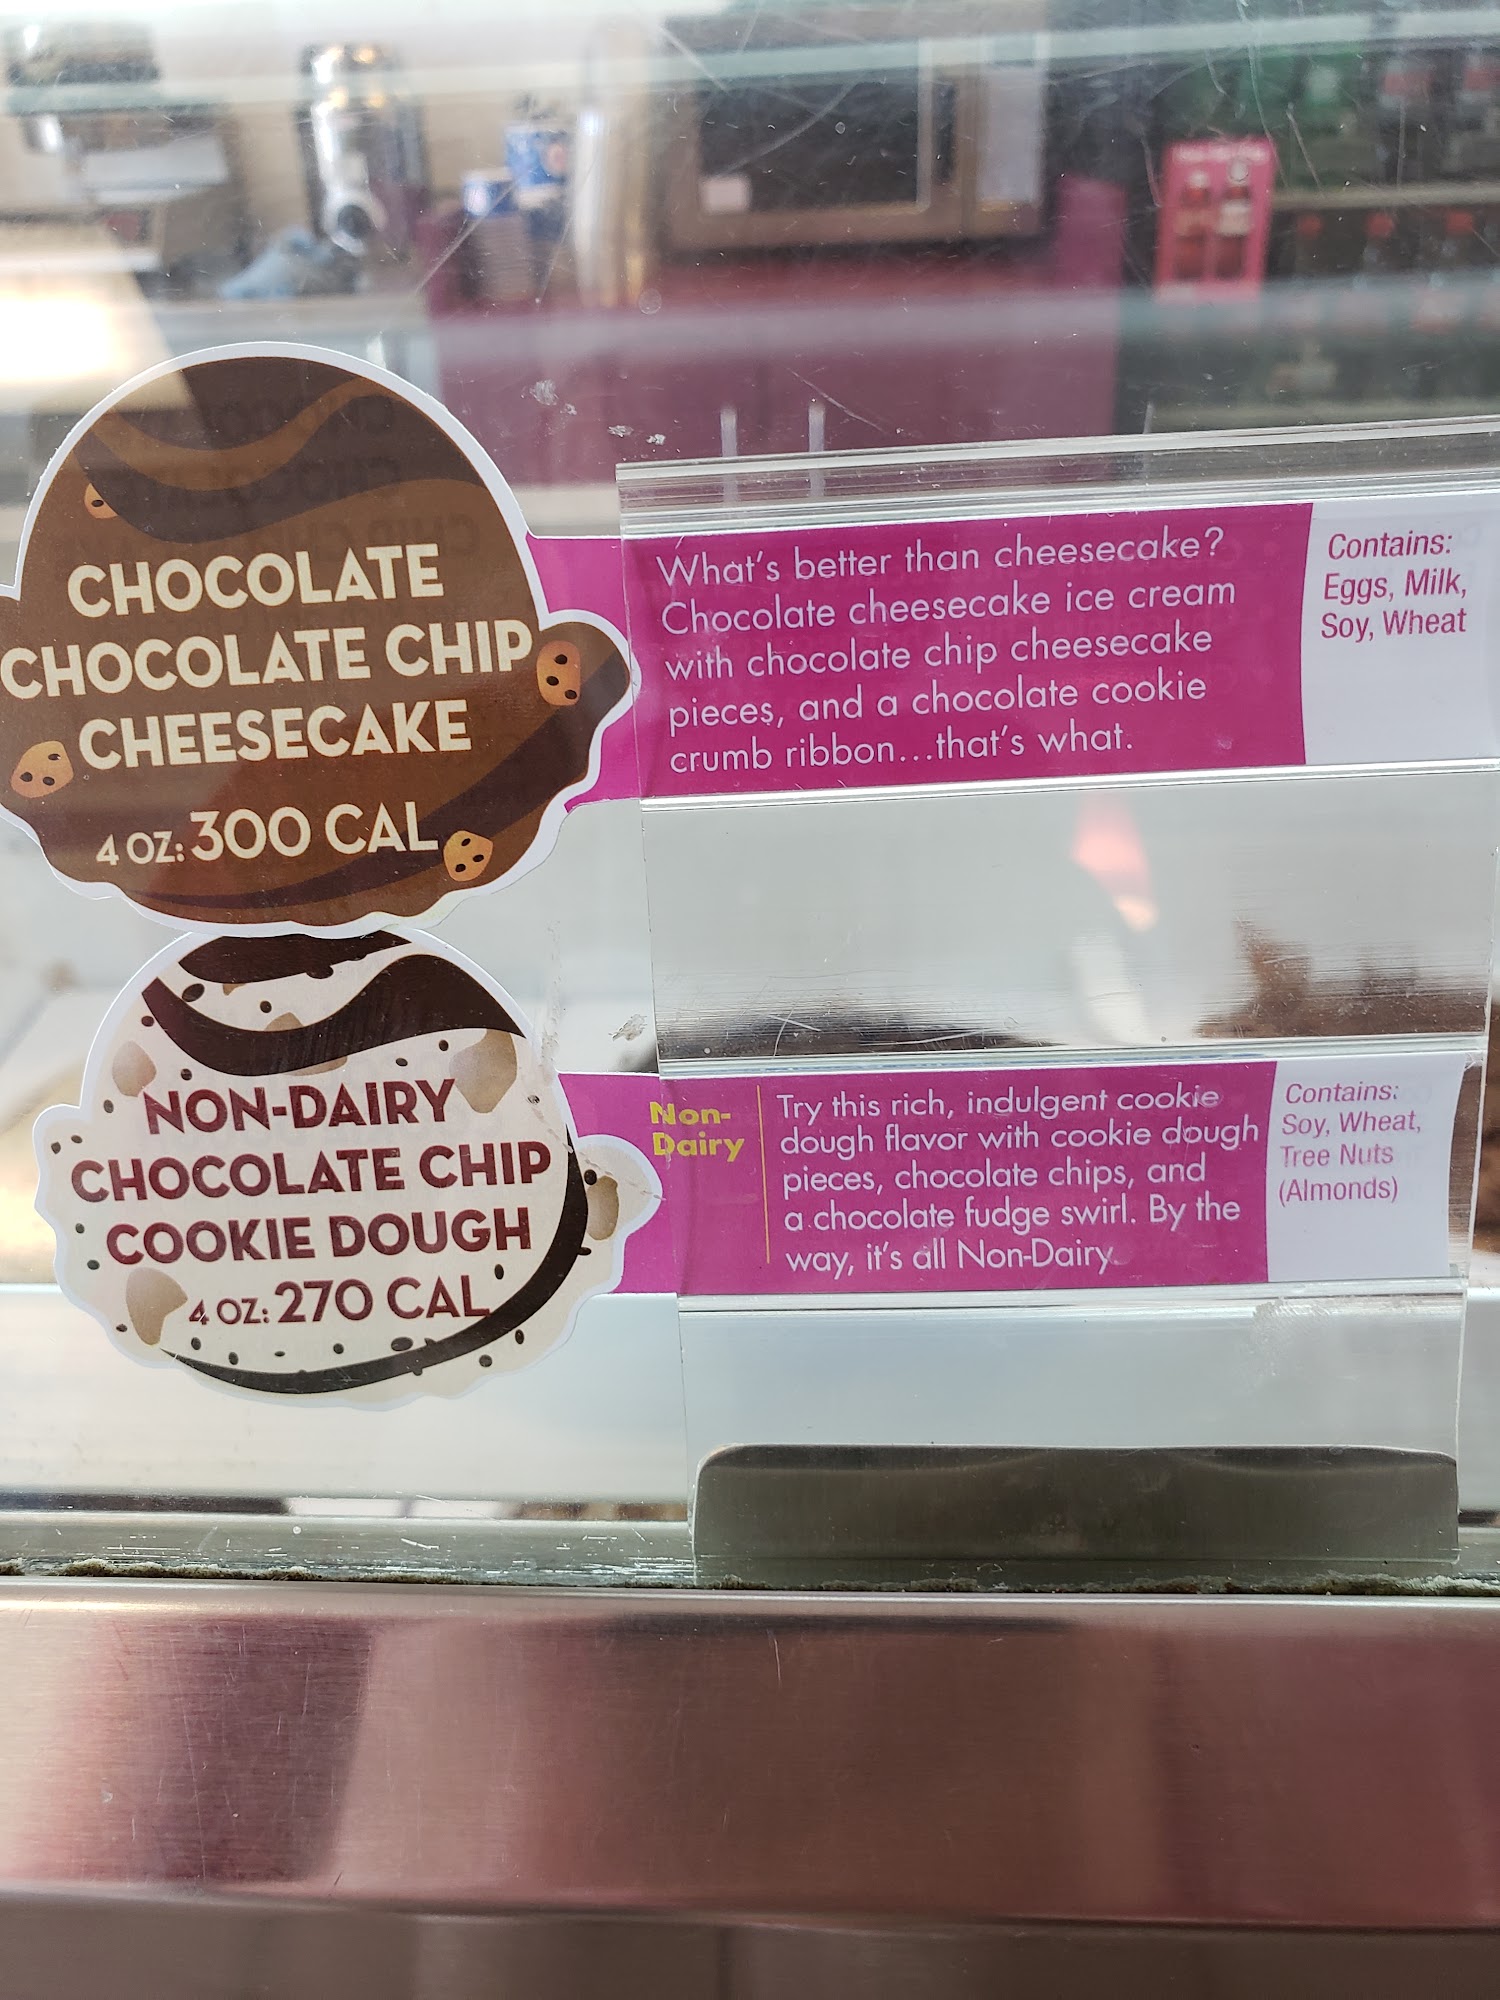 CHOCOLATE
CHOCOLATE CHIP
CHEESECAKE
4 OZ: 300 CAL
What's better than cheesecake?
Chocolate cheesecake ice cream
with chocolate chip cheesecake
pieces, and a chocolate cookie
crumb ribbon...that's what.
Contains:
Eggs, Milk,
Soy, Wheat
NON-DAIRY
CHOCOLATE CHIP
COOKIE DOUGH
4 OZ: 270 CAL
Non-
Dairy
Try this rich, indulgent cookie
dough flavor with cookie dough
pieces, chocolate chips, and
a chocolate fudge swirl. By the
way, it's all Non-Dairy.
Contains:
Soy, Wheat,
Tree Nuts
(Almonds)